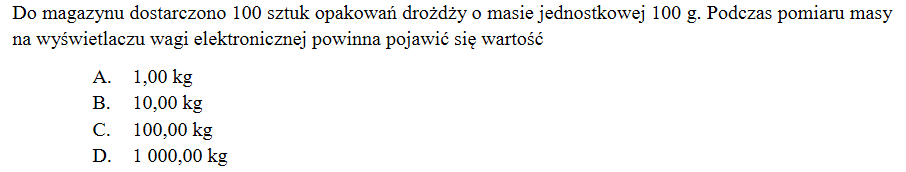 Do magazynu dostarczono 100 sztuk opakowań drożdży o masie jednostkowej 100 g. Podczas pomiaru masy
na wyświetlaczu wagi elektronicznej powinna pojawić się wartość
A. 1,00 kg
B. 10,00 kg
C. 100,00 kg
D. 1 000,00 kg